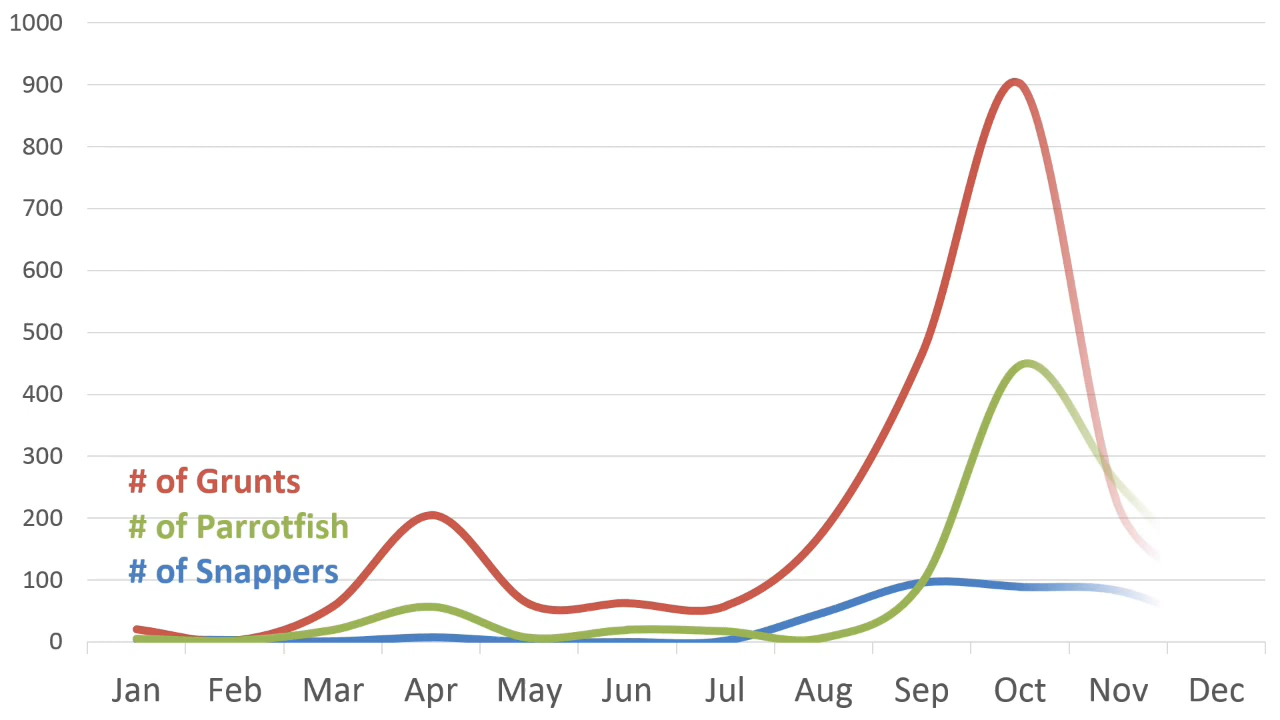 1000
900
800
700
600
500
400
300
200
100
0
# of Grunts
# of Parrotfish
# of Snappers
Jan Feb Mar Apr May Jun Jul Aug Sep Oct Nov Dec